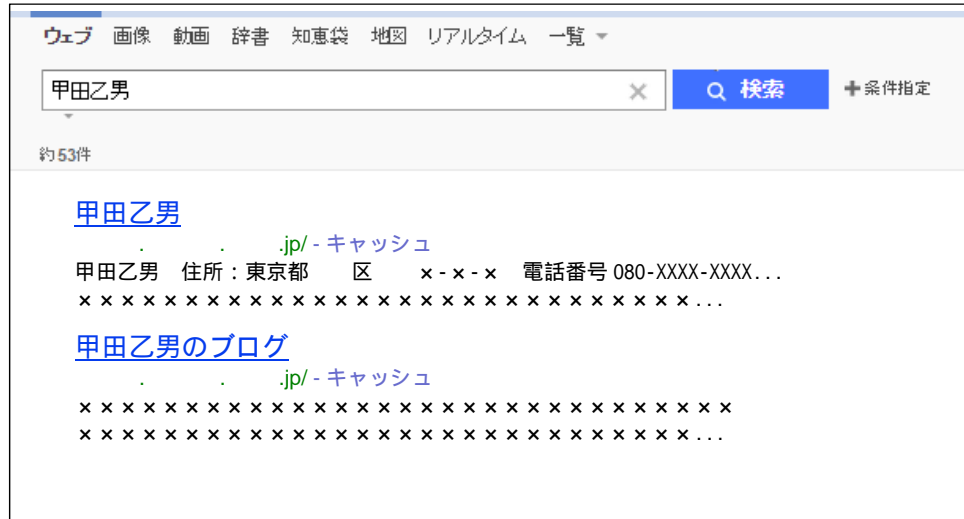 ウェブ 画像 動画 辞書 知恵袋 地図 リアルタイム 一覧
甲田乙男 × 検索 +条件指定
約53件
甲田乙男
. . .jp/ - キャッシュ
甲田乙男 住所:東京都 区 ×-×-× 電話番号 080-XXXX-XXXX...
×××××××××××××××××××××××××××××...
甲田乙男のブログ
. . .jp/ - キャッシュ
×××××××××××××××××××××××××××××××
×××××××××××××××××××××××××××××...